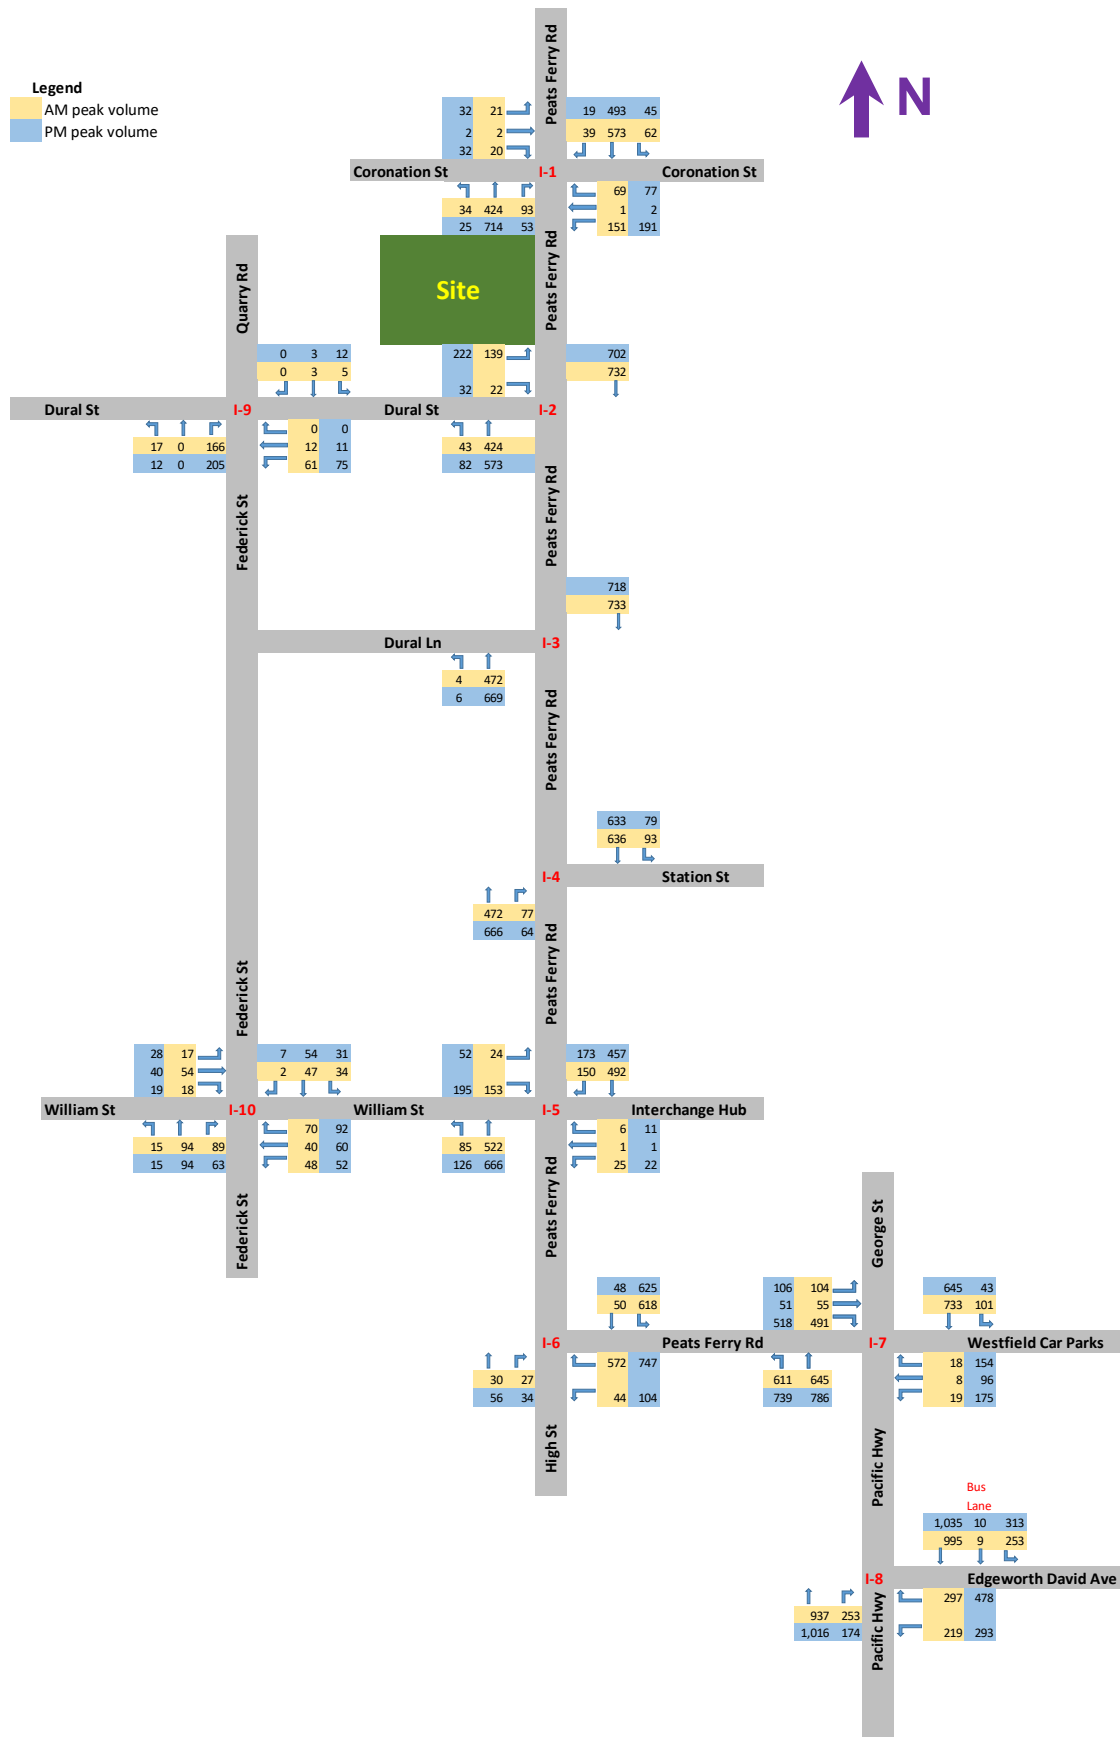 Peats Ferry Rd
Legend
AM peak volume
PM peak volume
N
32 21
2 2
32 20
19 493 45
39 573 62
Coronation St
I-1
Coronation St
34 424 93
25 714 53
69 77
1 2
151 191
Peats Ferry Rd
Quarry Rd
Site
0 3 12
0 3 5
222 139
32 22
702
732
Dural St
I-9
Dural St
I-2
17 0 166
12 0 205
0 0
12 11
61 75
43 424
82 573
Federick St
Peats Ferry Rd
718
733
Dural Ln
I-3
4 472
6 669
Peats Ferry Rd
633 79
636 93
I-4
Station St
472 77
666 64
Federick St
Peats Ferry Rd
28 17
40 54
19 18
7 54 31
2 47 34
52 24
195 153
173 457
150 492
William St
I-10
William St
I-5
Interchange Hub
15 94 89
15 94 63
70 92
40 60
48 52
85 522
126 666
6 11
1 1
25 22
Federick St
Peats Ferry Rd
George St
48 625
50 618
106 104
51 55
518 491
645 43
733 101
I-6
Peats Ferry Rd
I-7
Westfield Car Parks
30 27
56 34
572 747
44 104
611 645
739 786
18 154
8 96
19 175
High St
Pacific Hwy
Bus
Lane
1,035 10 313
995 9 253
I-8
Edgeworth David Ave
937 253
1,016 174
297 478
219 293
Pacific Hwy